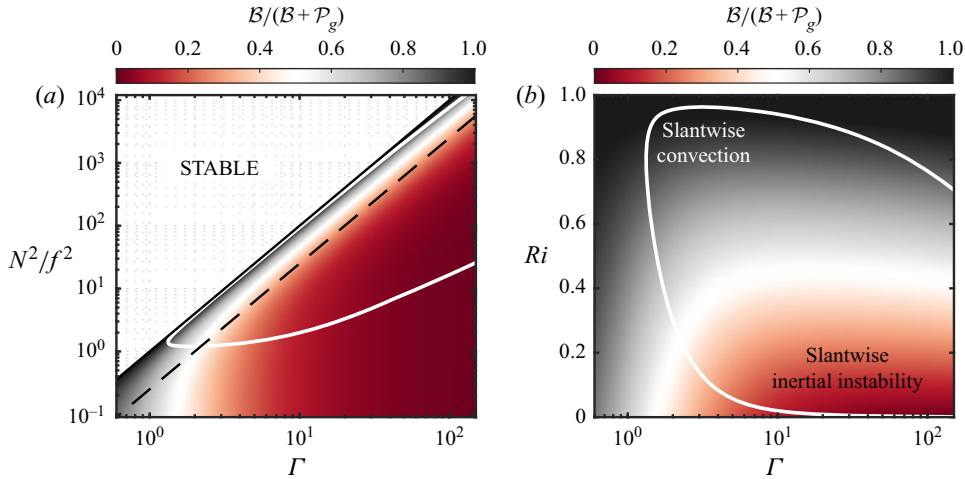 B/(B + P_g)
0 0.2 0.4 0.6 0.8 1.0
(a)
10^4
10^3
10^2
10^1
10^0
10^−1
N^2/f^2
STABLE
10^0 10^1 10^2
Γ
B/(B + P_g)
0 0.2 0.4 0.6 0.8 1.0
(b)
1.0
0.8
0.6
0.4
0.2
0
Ri
Slantwise
convection
Slantwise
inertial instability
10^0 10^1 10^2
Γ